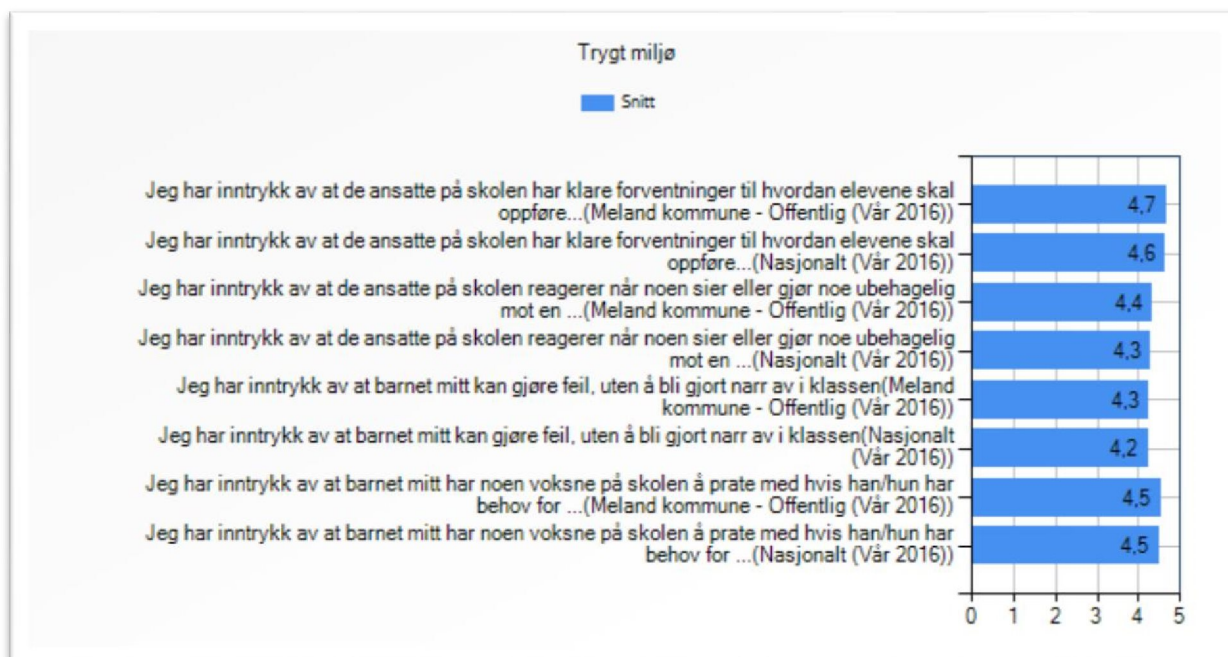 Trygt miljø
Snitt
Jeg har inntrykk av at de ansatte på skolen har klare forventninger til hvordan elevene skal
oppføre...(Meland kommune - Offentlig (Vår 2016))
4,7
Jeg har inntrykk av at de ansatte på skolen har klare forventninger til hvordan elevene skal
oppføre...(Nasjonalt (Vår 2016))
4,6
Jeg har inntrykk av at de ansatte på skolen reagerer når noen sier eller gjør noe ubehagelig
mot en ...(Meland kommune - Offentlig (Vår 2016))
4,4
Jeg har inntrykk av at de ansatte på skolen reagerer når noen sier eller gjør noe ubehagelig
mot en ...(Nasjonalt (Vår 2016))
4,3
Jeg har inntrykk av at barnet mitt kan gjøre feil, uten å bli gjort narr av i klassen(Meland
kommune - Offentlig (Vår 2016))
4,3
Jeg har inntrykk av at barnet mitt kan gjøre feil, uten å bli gjort narr av i klassen(Nasjonalt
(Vår 2016))
4,2
Jeg har inntrykk av at barnet mitt har noen voksne på skolen å prate med hvis han/hun har
behov for ...(Meland kommune - Offentlig (Vår 2016))
4,5
Jeg har inntrykk av at barnet mitt har noen voksne på skolen å prate med hvis han/hun har
behov for ...(Nasjonalt (Vår 2016))
4,5
0 1 2 3 4 5